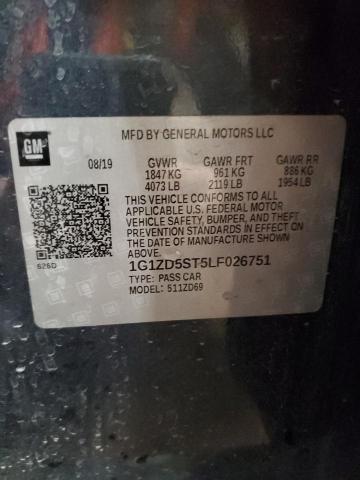 GM
MFD BY GENERAL MOTORS LLC
08/19 GVWR GAWR FRT GAWR RR
1847 KG 961 KG 886 KG
4073 LB 2119 LB 1954 LB
THIS VEHICLE CONFORMS TO ALL
APPLICABLE U.S. FEDERAL MOTOR
VEHICLE SAFETY, BUMPER, AND THEFT
PREVENTION STANDARDS IN EFFECT ON
THE DATE OF MANUFACTURE SHOWN
ABOVE.
1G1ZD5ST5LF026751
626D
TYPE: PASS CAR
MODEL: 511ZD69